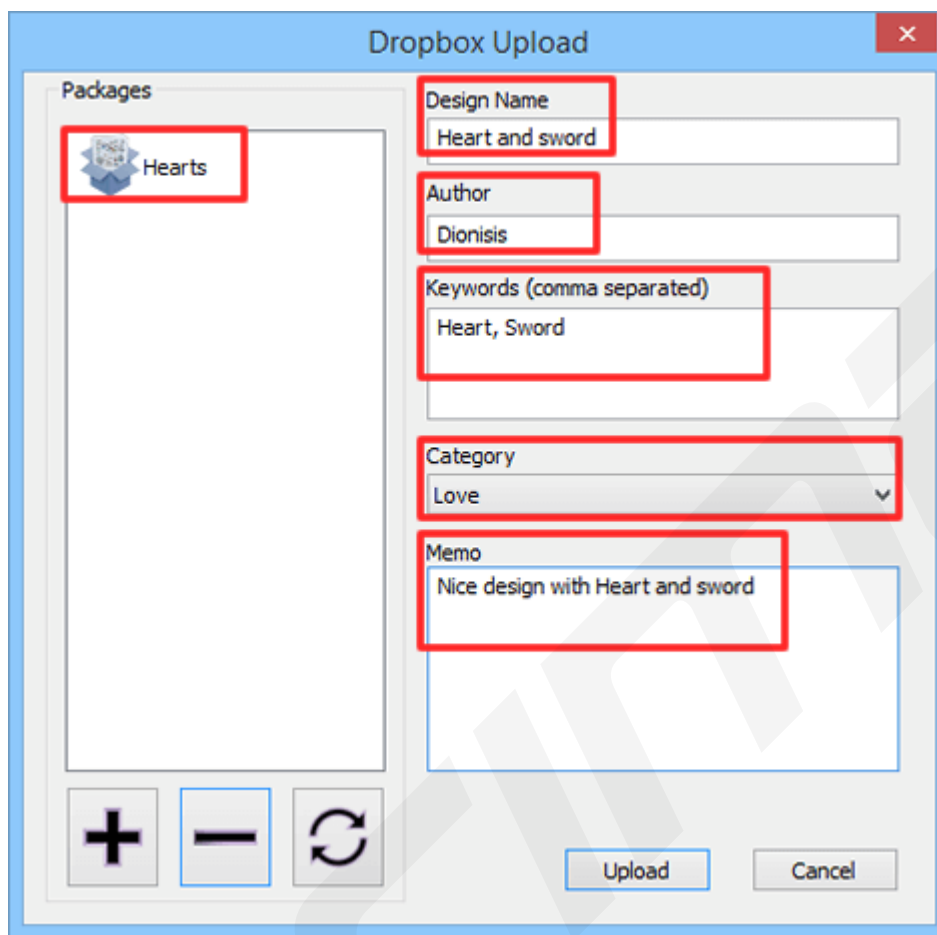 Dropbox Upload
Packages
Hearts
Design Name
Heart and sword
Author
Dionisis
Keywords (comma separated)
Heart, Sword
Category
Love
Memo
Nice design with Heart and sword
Upload
Cancel